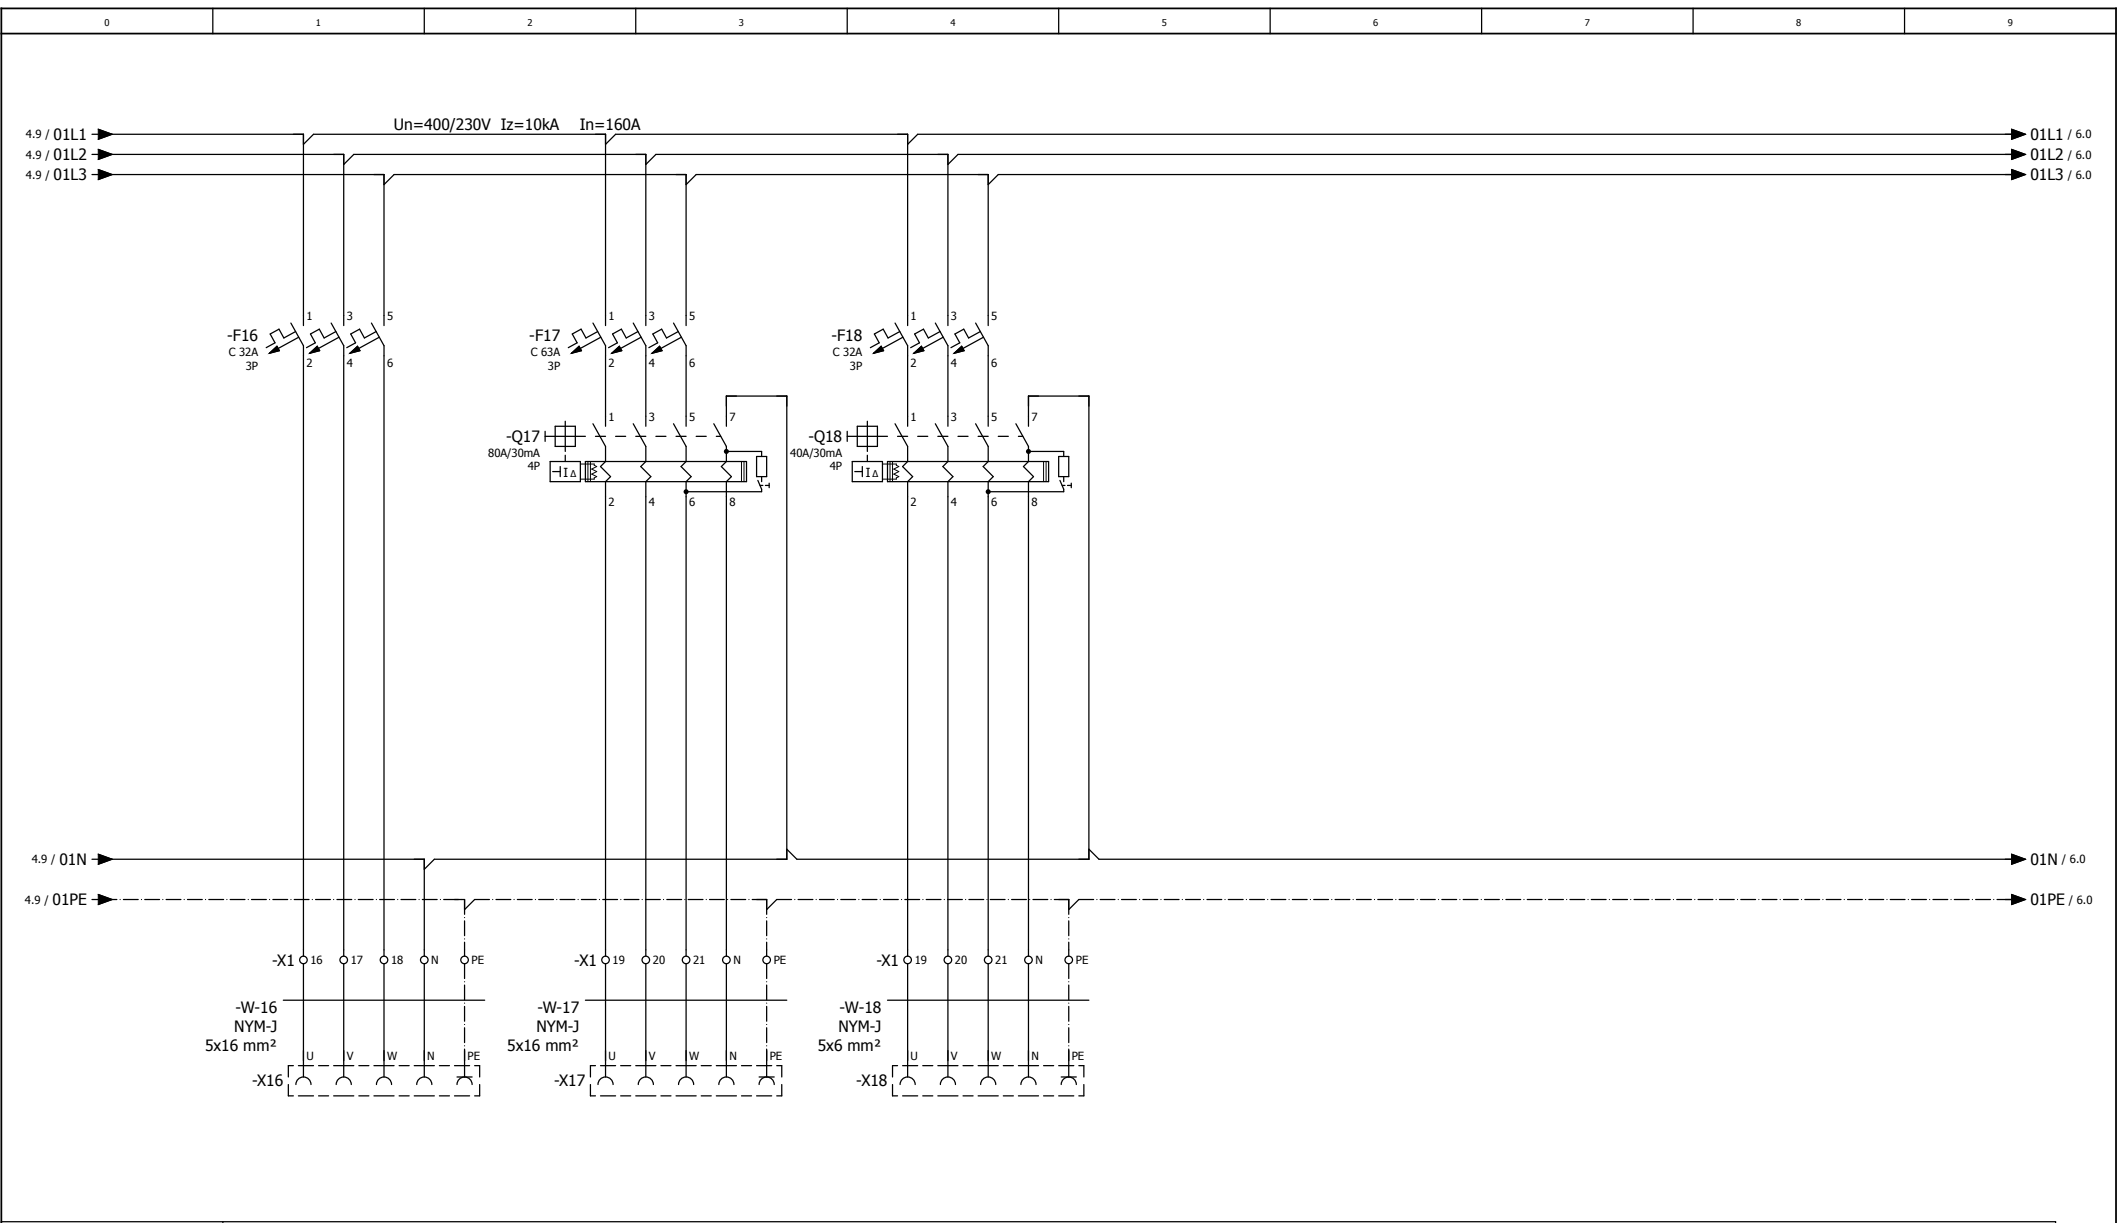 0 1 2 3 4 5 6 7 8 9
Un=400/230V Iz=10kA In=160A
4.9 / 01L1 01L1 / 6.0
4.9 / 01L2 01L2 / 6.0
4.9 / 01L3 01L3 / 6.0
1 3 5 1 3 5 1 3 5
-F16 -F17 -F18
C 32A C 63A C 32A
3P 3P 3P
2 4 6 2 4 6 2 4 6
1 3 5 7 1 3 5 7
-Q17 -Q18
80A/30mA 40A/30mA
4P 4P
I∆ I∆
2 4 6 8 2 4 6 8
4.9 / 01N 01N / 6.0
4.9 / 01PE 01PE / 6.0
-X1 16 17 18 N PE -X1 19 20 21 N PE -X1 19 20 21 N PE
-W-16 -W-17 -W-18
NYM-J NYM-J NYM-J
5x16 mm² 5x16 mm² 5x6 mm²
U V W N PE U V W N PE U V W N PE
-X16 -X17 -X18